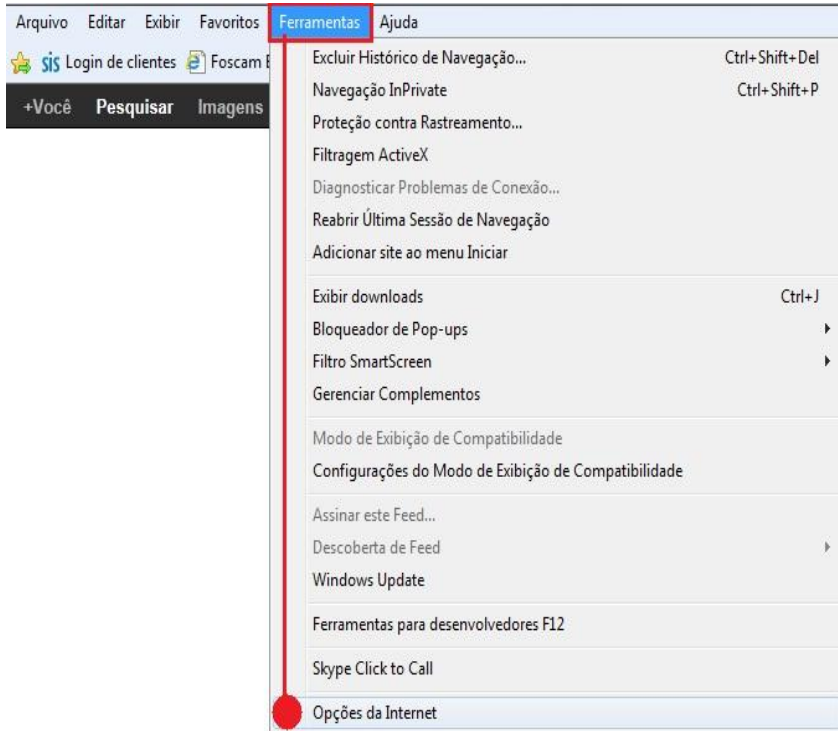 Arquivo Editar Exibir Favoritos Ferramentas Ajuda
sis Login de clientes Foscam
+Você Pesquisar Imagens
Excluir Histórico de Navegação... Ctrl+Shift+Del
Navegação InPrivate Ctrl+Shift+P
Proteção contra Rastreamento...
Filtragem ActiveX
Diagnosticar Problemas de Conexão...
Reabrir Última Sessão de Navegação
Adicionar site ao menu Iniciar
Exibir downloads Ctrl+J
Bloqueador de Pop-ups
Filtro SmartScreen
Gerenciar Complementos
Modo de Exibição de Compatibilidade
Configurações do Modo de Exibição de Compatibilidade
Assinar este Feed...
Descoberta de Feed
Windows Update
Ferramentas para desenvolvedores F12
Skype Click to Call
Opções da Internet